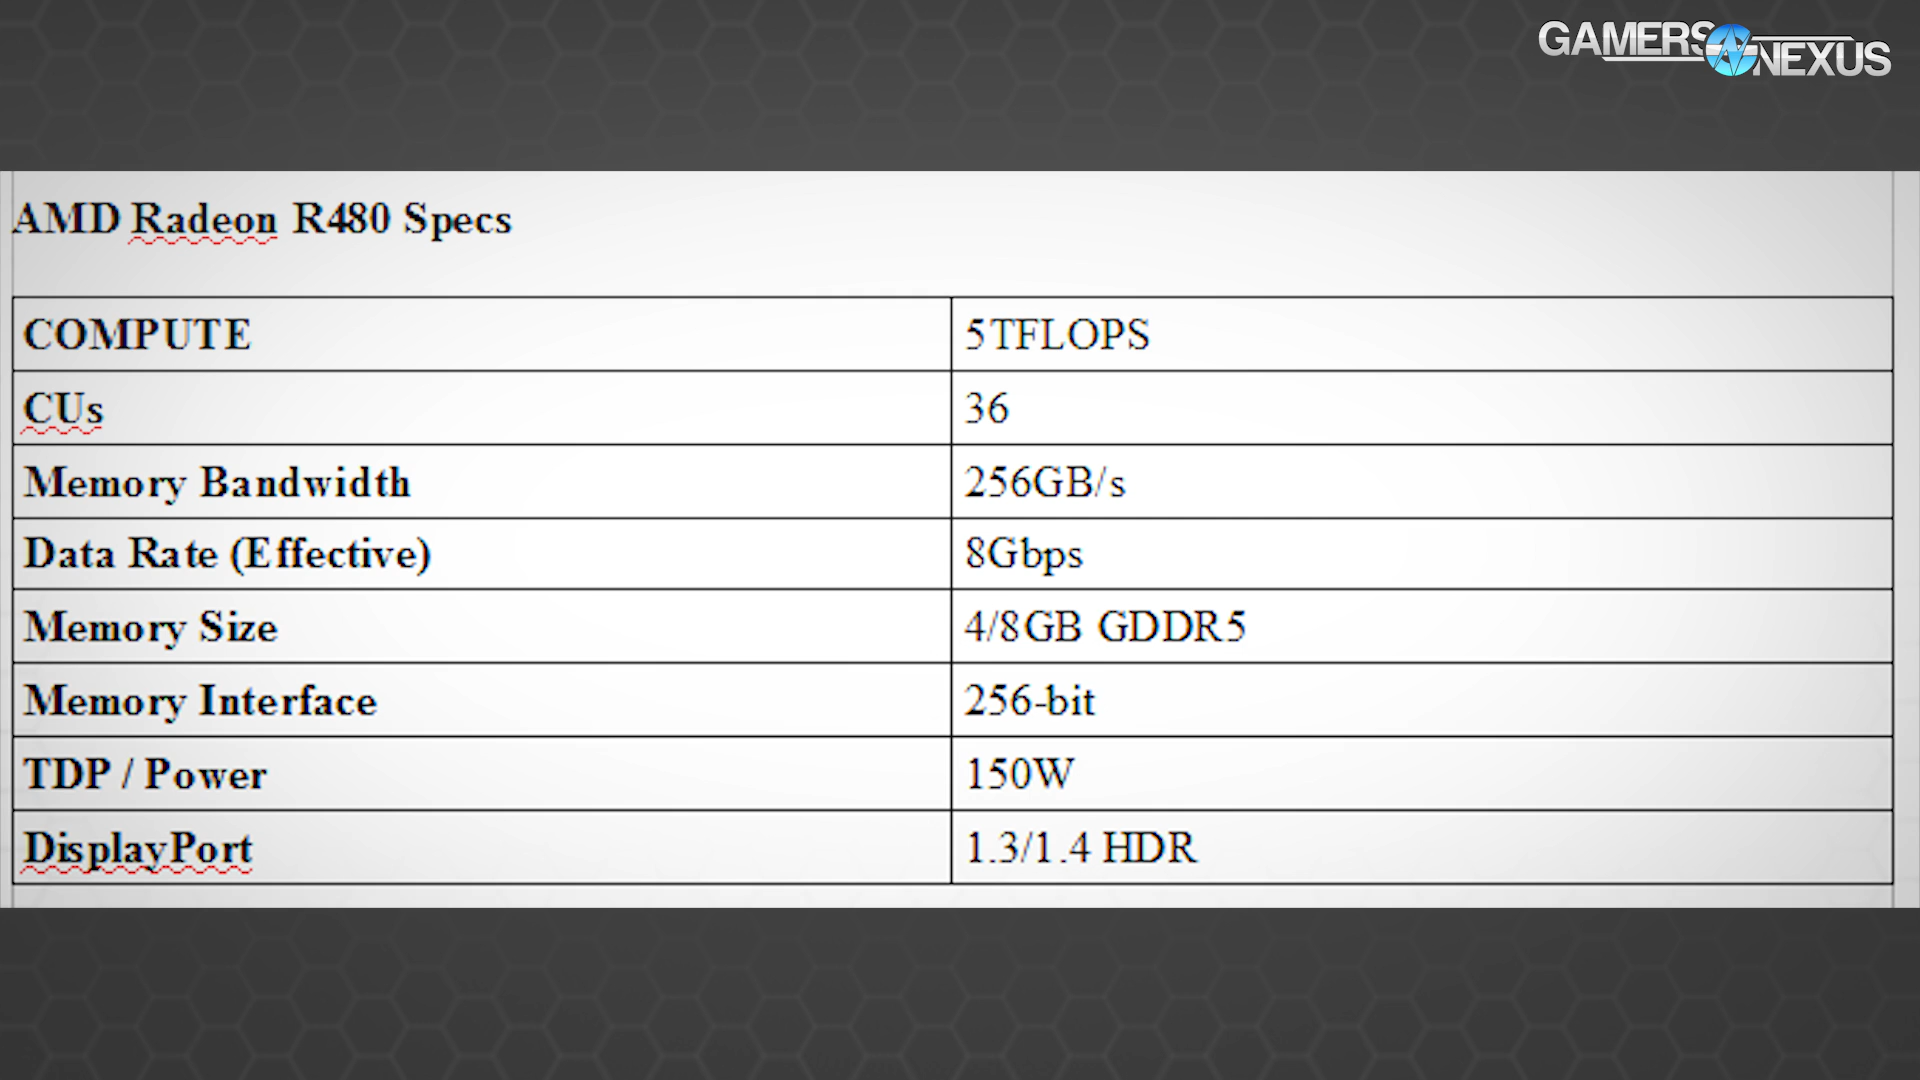 GAMERS NEXUS
AMD Radeon R480 Specs
COMPUTE 5TFLOPS
CUs 36
Memory Bandwidth 256GB/s
Data Rate (Effective) 8Gbps
Memory Size 4/8GB GDDR5
Memory Interface 256-bit
TDP / Power 150W
DisplayPort 1.3/1.4 HDR